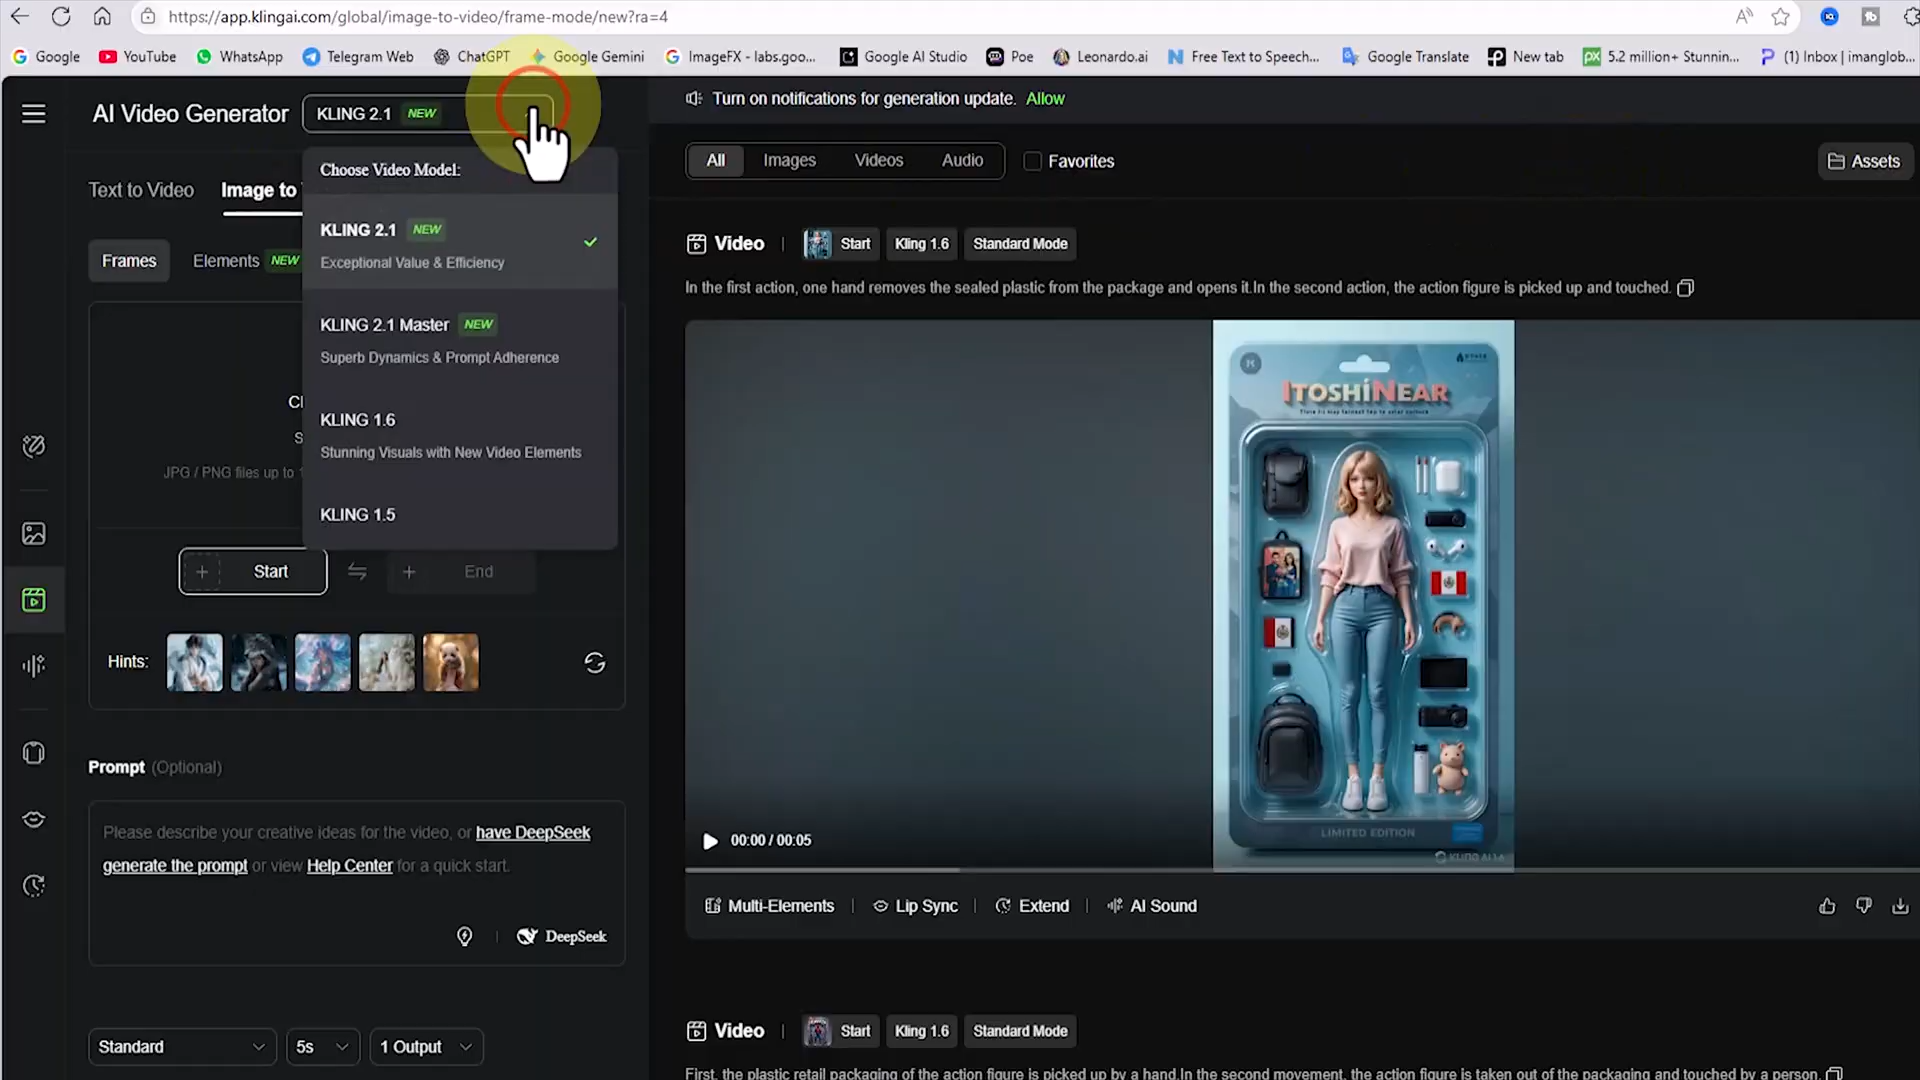 https://app.klingai.com/global/image-to-video/frame-mode/new?ra=4
Google YouTube WhatsApp Telegram Web ChatGPT Google Gemini ImageFX - labs.goo... Google AI Studio Poe Leonardo.ai Free Text to Speech... Google Translate New tab 5.2 million+ Stunnin... (1) Inbox | imanglob...
AI Video Generator KLING 2.1 NEW
Turn on notifications for generation update. Allow
Choose Video Model:
All Images Videos Audio Favorites Assets
Text to Video Image to
KLING 2.1 NEW
Exceptional Value & Efficiency
Frames Elements NEW
KLING 2.1 Master NEW
Superb Dynamics & Prompt Adherence
KLING 1.6
Stunning Visuals with New Video Elements
JPG / PNG files up to
KLING 1.5
Start End
Hints:
Prompt (Optional)
Please describe your creative ideas for the video, or have DeepSeek
generate the prompt or view Help Center for a quick start.
DeepSeek
Standard 5s 1 Output
Video Start Kling 1.6 Standard Mode
In the first action, one hand removes the sealed plastic from the package and opens it.In the second action, the action figure is picked up and touched.
ITOSHÍNEAR
LIMITED EDITION
00:00 / 00:05
Multi-Elements Lip Sync Extend AI Sound
Video Start Kling 1.6 Standard Mode
First, the plastic retail packaging of the action figure is picked up by a hand.In the second movement, the action figure is taken out of the packaging and touched by a person.